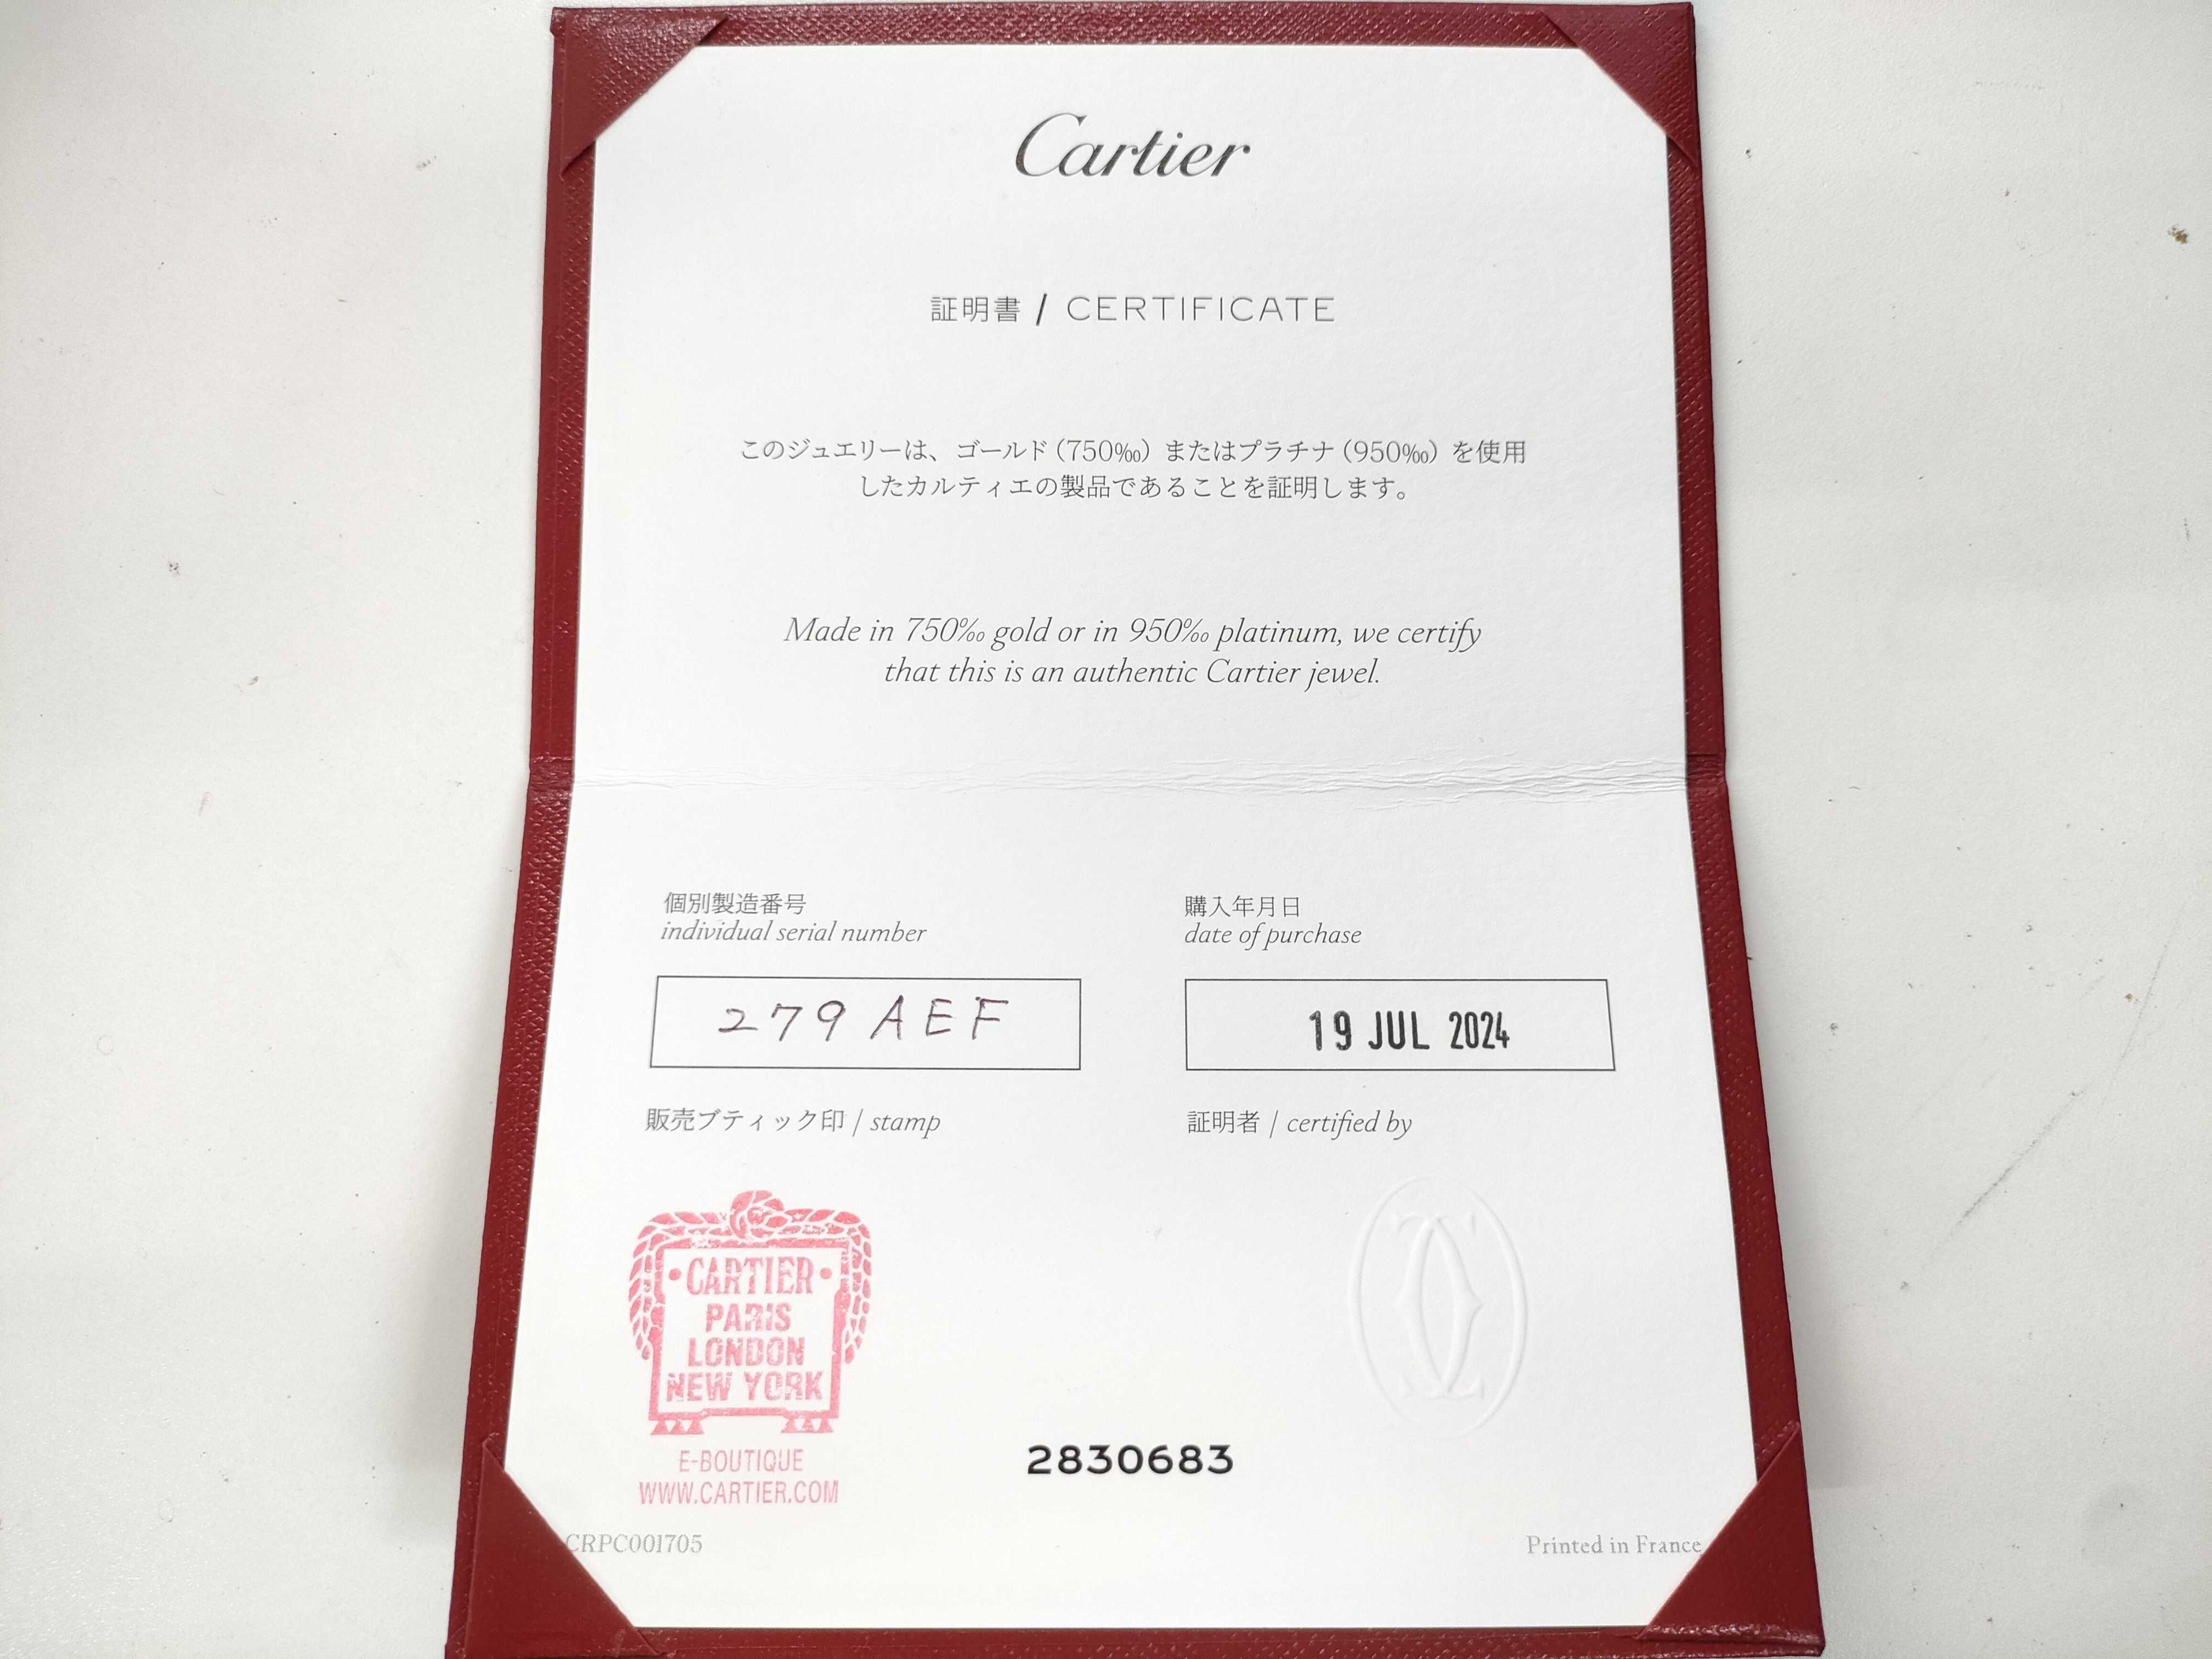 Cartier
証明書 / CERTIFICATE
このジュエリーは、ゴールド（750‰）またはプラチナ（950‰）を使用
したカルティエの製品であることを証明します。
Made in 750‰ gold or in 950‰ platinum, we certify
that this is an authentic Cartier jewel.
個別製造番号
individual serial number
279 AEF
購入年月日
date of purchase
19 JUL 2024
販売ブティック印 / stamp
証明者 / certified by
•CARTIER•
PARIS
LONDON
NEW YORK
E-BOUTIQUE
WWW.CARTIER.COM
2830683
CRPC001705
Printed in France